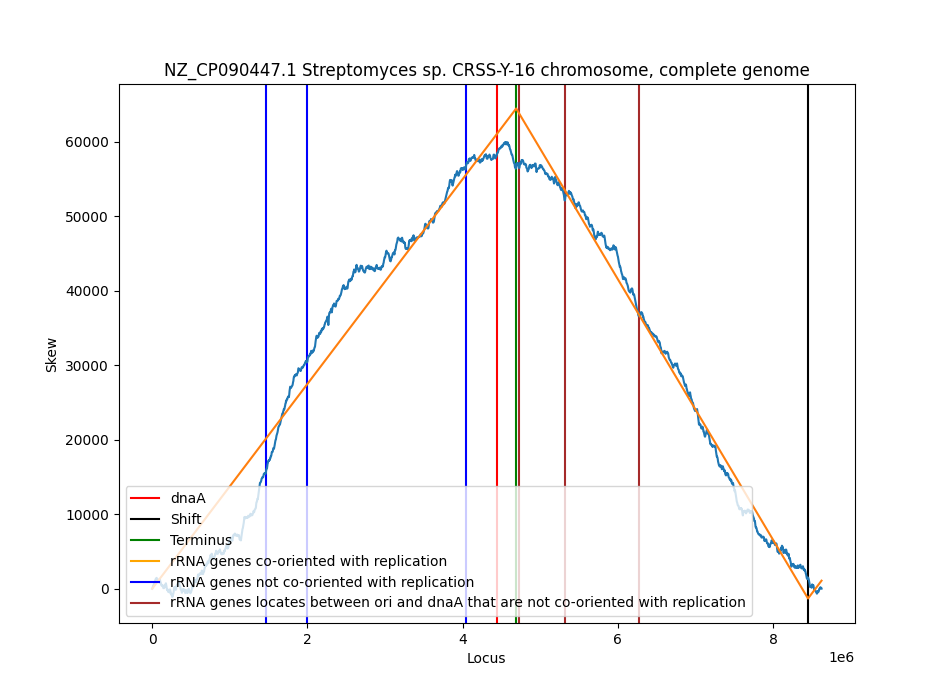 NZ_CP090447.1 Streptomyces sp. CRSS-Y-16 chromosome, complete genome
Skew
60000
50000
40000
30000
20000
10000
0
dnaA
Shift
Terminus
rRNA genes co-oriented with replication
rRNA genes not co-oriented with replication
rRNA genes locates between ori and dnaA that are not co-oriented with replication
0 2 4 6 8
1e6
Locus